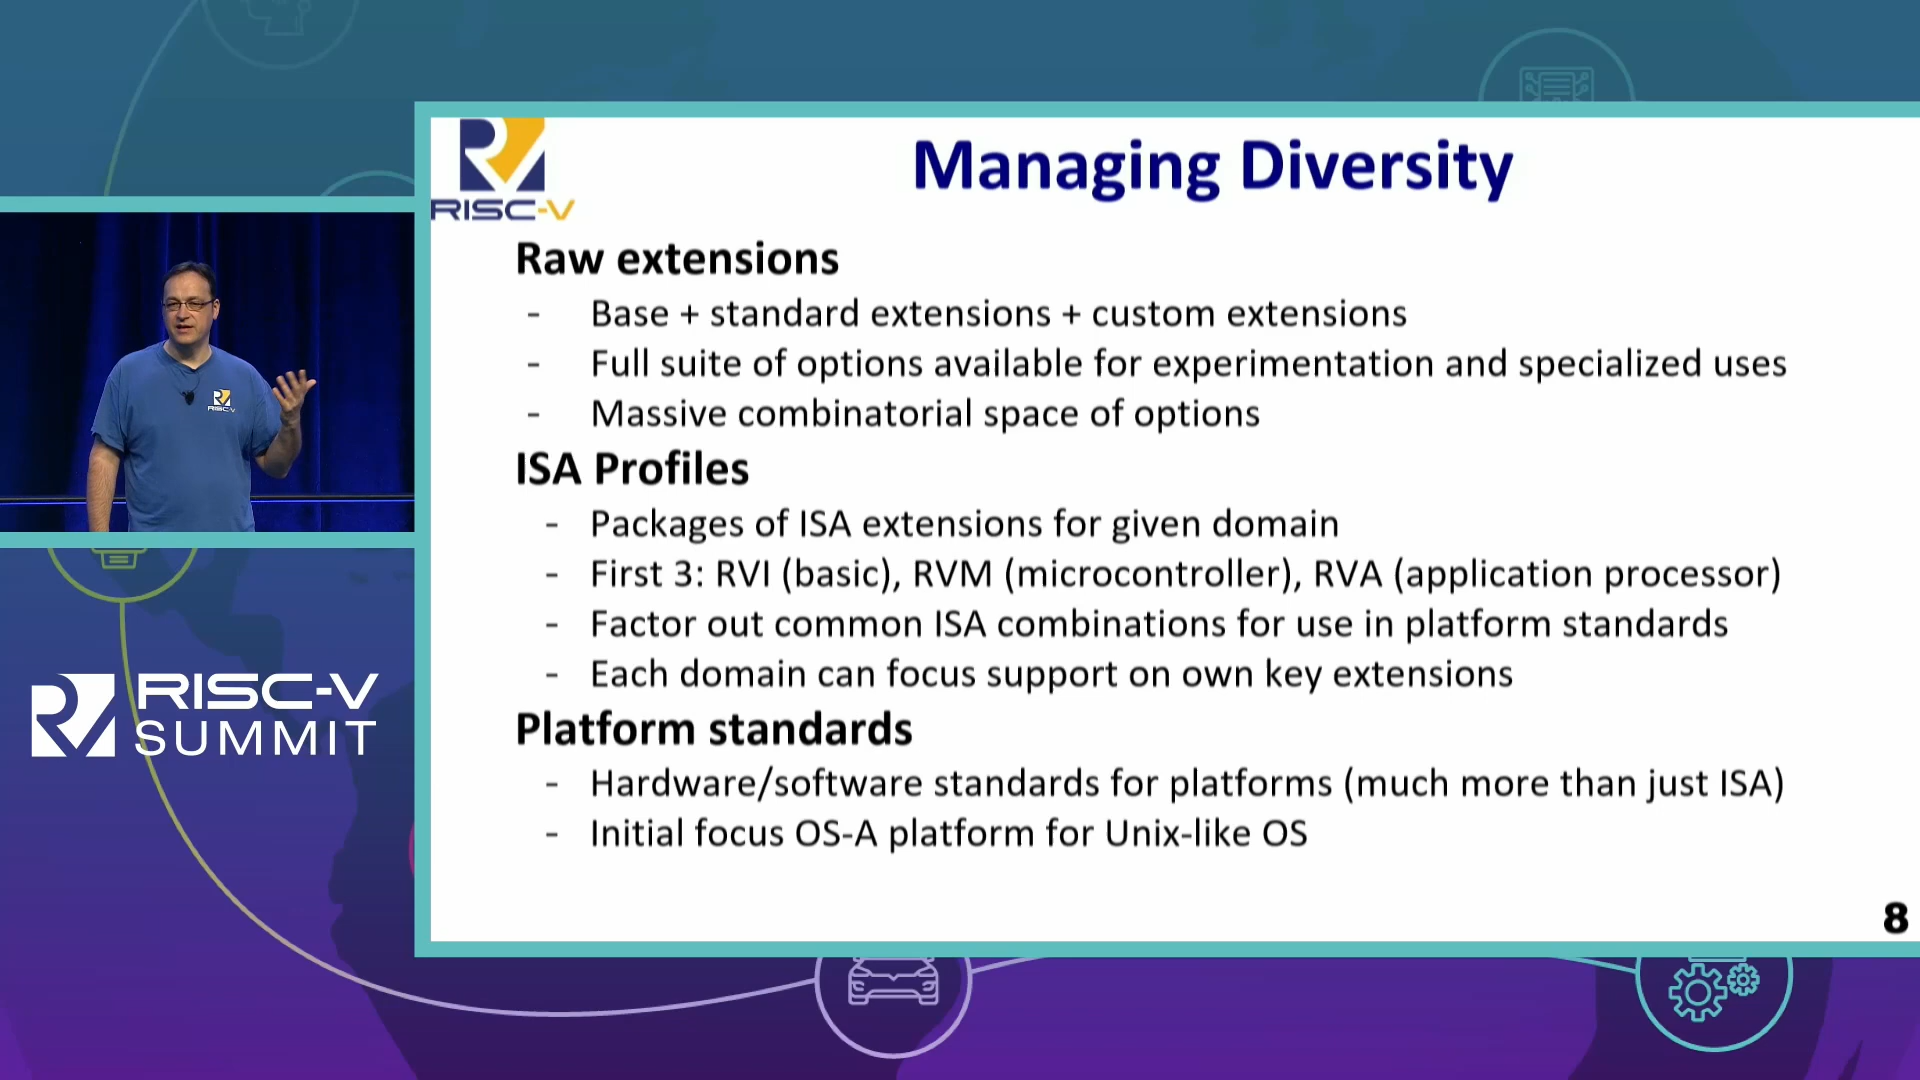 RISC-V
Managing Diversity
Raw extensions
- Base + standard extensions + custom extensions
- Full suite of options available for experimentation and specialized uses
- Massive combinatorial space of options
ISA Profiles
- Packages of ISA extensions for given domain
- First 3: RVI (basic), RVM (microcontroller), RVA (application processor)
- Factor out common ISA combinations for use in platform standards
- Each domain can focus support on own key extensions
Platform standards
- Hardware/software standards for platforms (much more than just ISA)
- Initial focus OS-A platform for Unix-like OS
8
RISC-V
RISC-V
SUMMIT